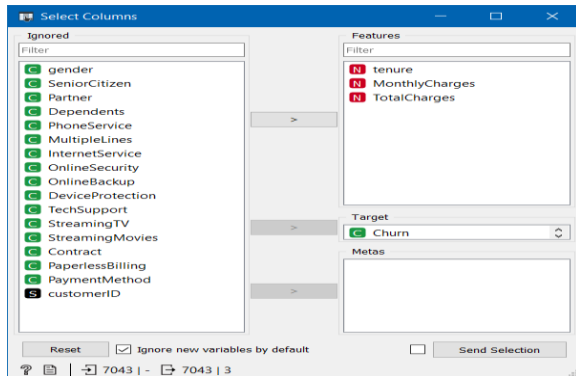 Select Columns
Ignored
Filter
C gender
C SeniorCitizen
C Partner
C Dependents
C PhoneService
C MultipleLines
C InternetService
C OnlineSecurity
C OnlineBackup
C DeviceProtection
C TechSupport
C StreamingTV
C StreamingMovies
C Contract
C PaperlessBilling
C PaymentMethod
S customerID
>
>
>
Features
Filter
N tenure
N MonthlyCharges
N TotalCharges
Target
C Churn
Metas
Reset
Ignore new variables by default
Send Selection
? 7043 | - 7043 | 3